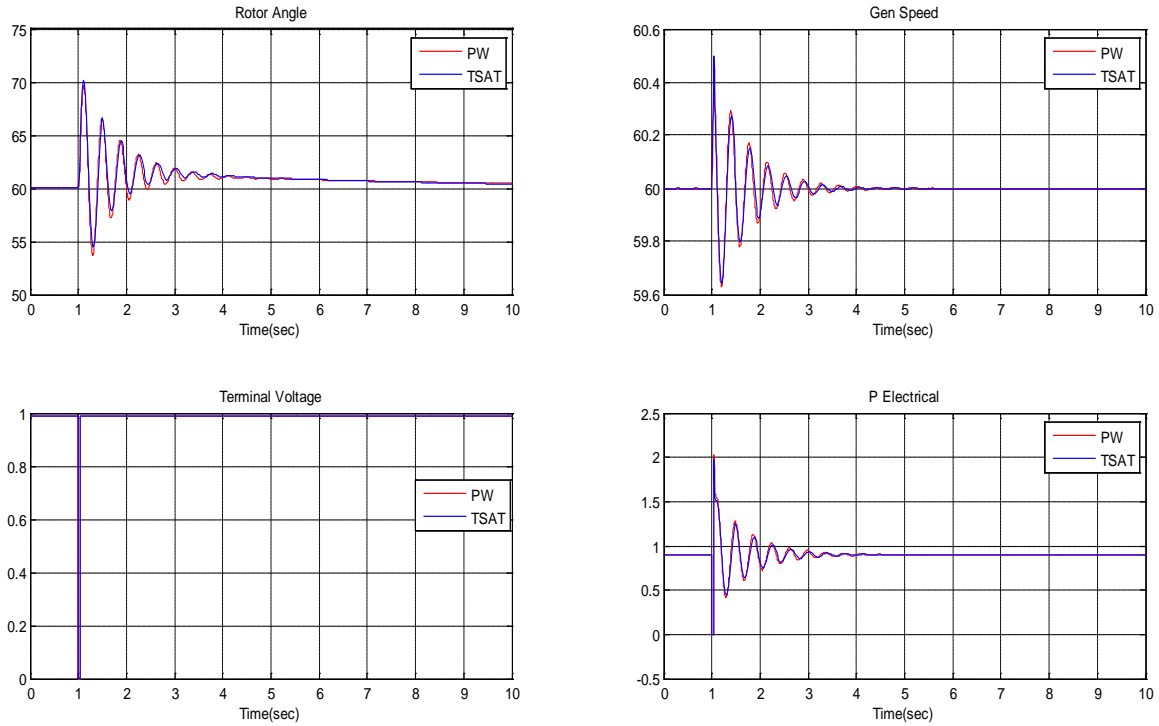 Rotor Angle
75
70
65
60
55
50
0 1 2 3 4 5 6 7 8 9 10
Time(sec)
PW
TSAT
Gen Speed
60.6
60.4
60.2
60
59.8
59.6
0 1 2 3 4 5 6 7 8 9 10
Time(sec)
PW
TSAT
Terminal Voltage
1
0.8
0.6
0.4
0.2
0
0 1 2 3 4 5 6 7 8 9 10
Time(sec)
PW
TSAT
P Electrical
2.5
2
1.5
1
0.5
0
-0.5
0 1 2 3 4 5 6 7 8 9 10
Time(sec)
PW
TSAT